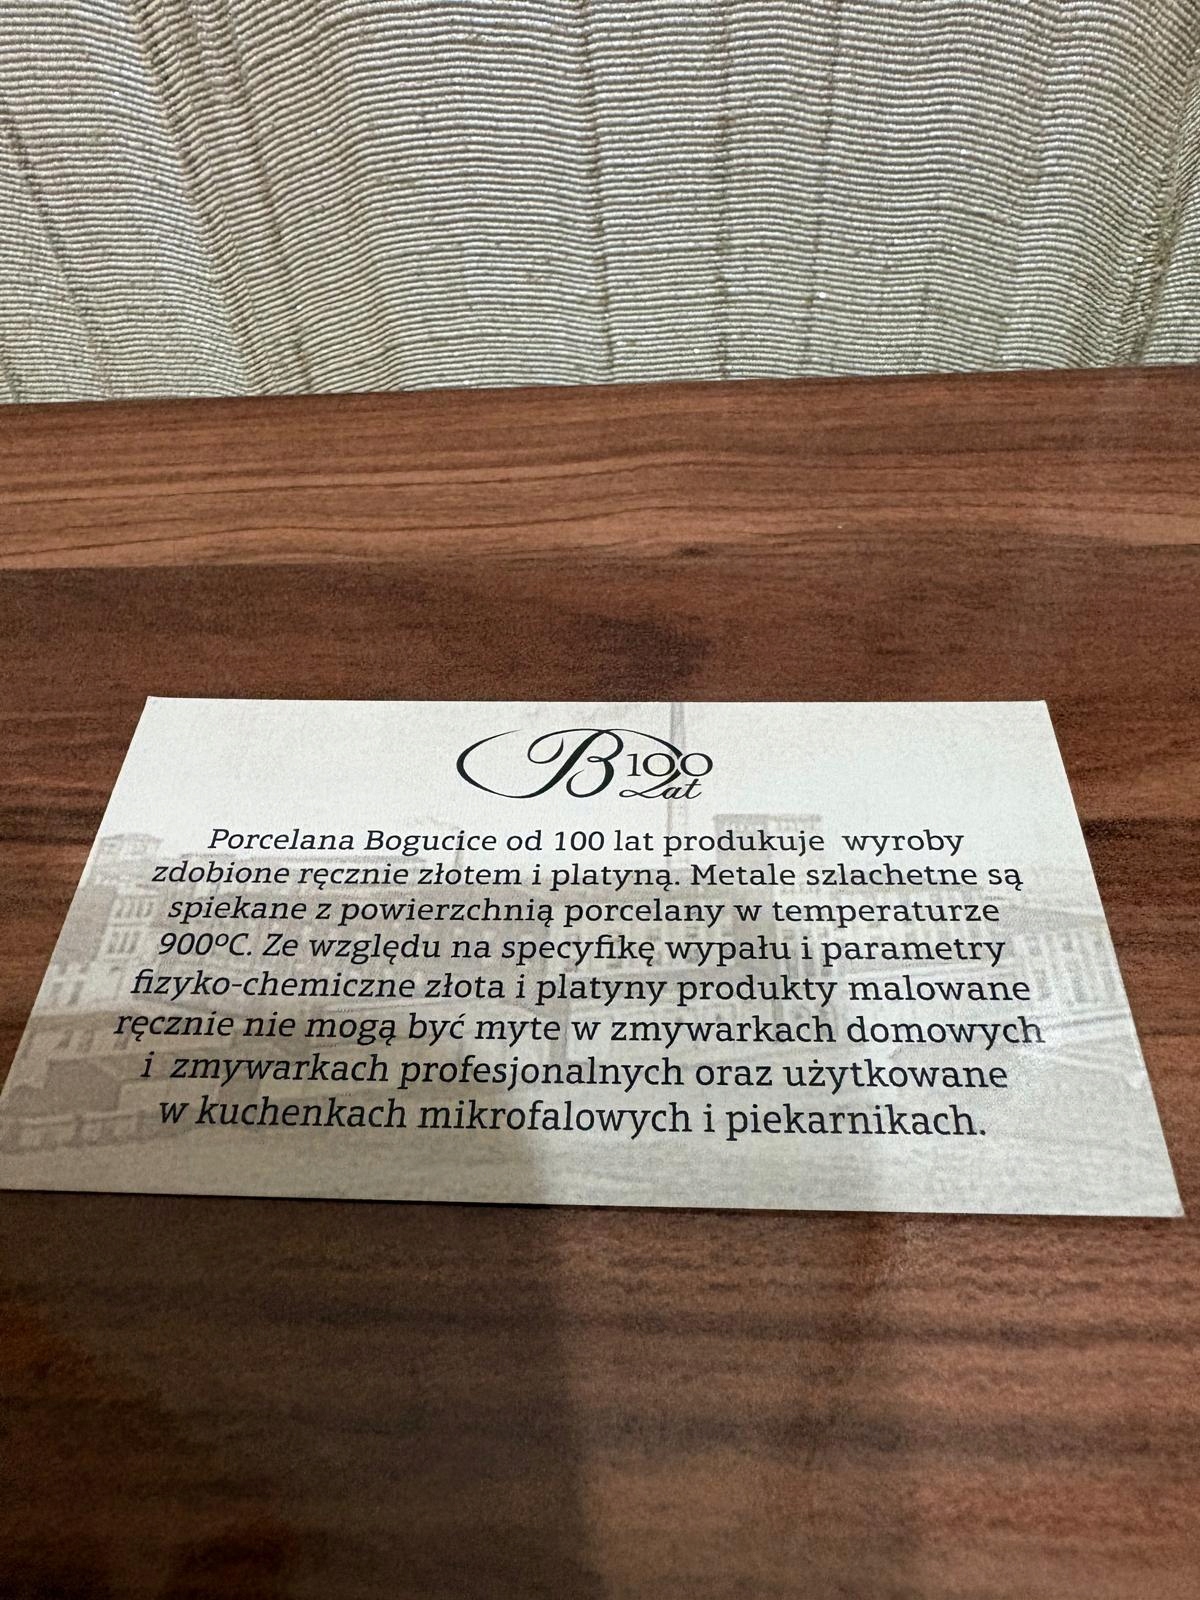 B 100
Lat
Porcelana Bogucice od 100 lat produkuje wyroby
zdobione ręcznie złotem i platyną. Metale szlachetne są
spiekane z powierzchnią porcelany w temperaturze
900ºC. Ze względu na specyfikę wypału i parametry
fizyko-chemiczne złota i platyny produkty malowane
ręcznie nie mogą być myte w zmywarkach domowych
i zmywarkach profesjonalnych oraz użytkowane
w kuchenkach mikrofalowych i piekarnikach.